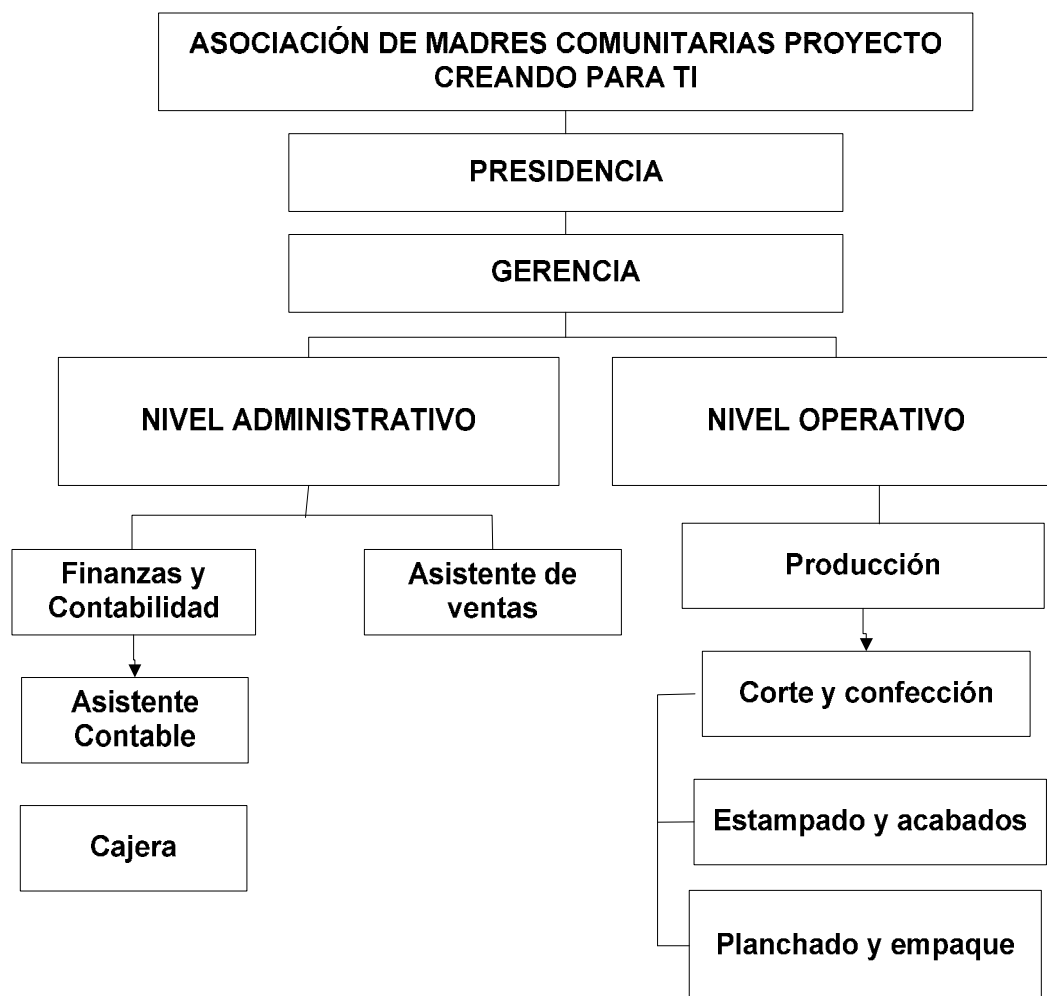 ASOCIACIÓN DE MADRES COMUNITARIAS PROYECTO
CREANDO PARA TI
PRESIDENCIA
GERENCIA
NIVEL ADMINISTRATIVO
NIVEL OPERATIVO
Finanzas y
Contabilidad
Asistente de
ventas
Producción
Asistente
Contable
Corte y confección
Cajera
Estampado y acabados
Planchado y empaque